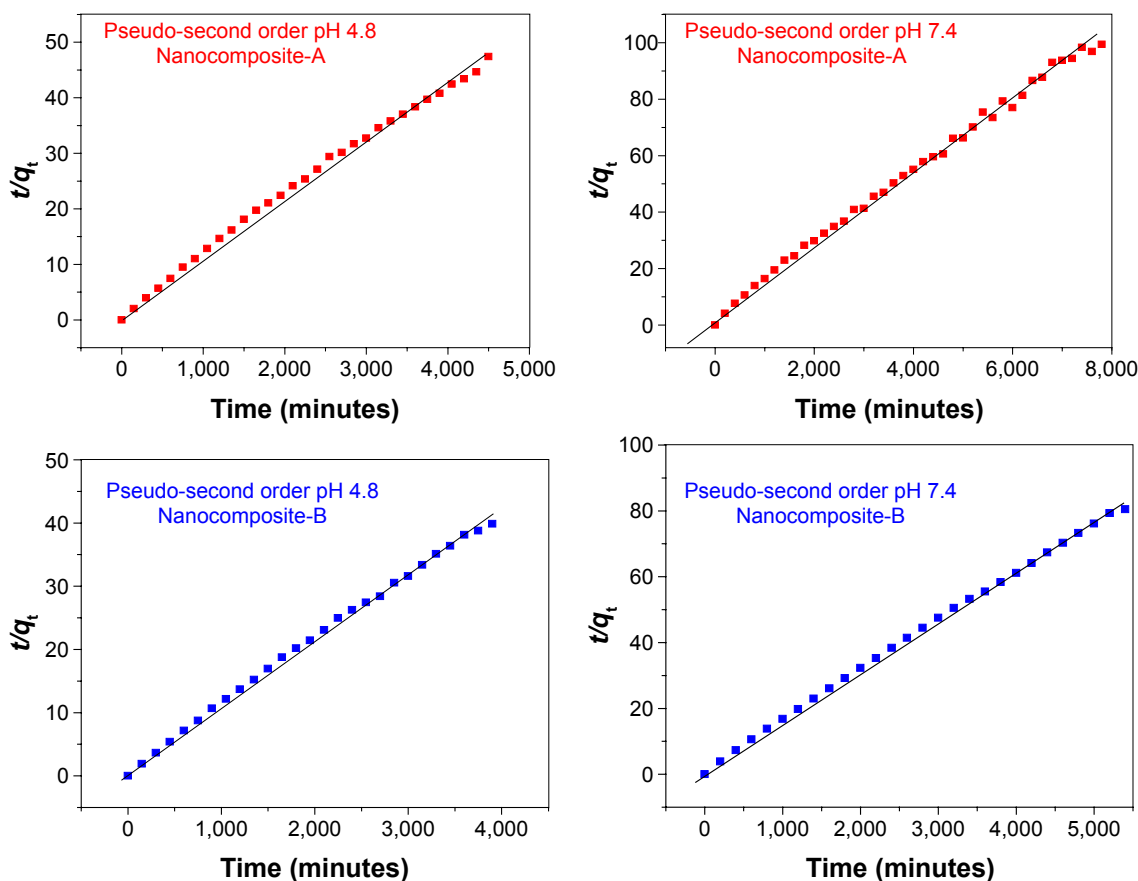 Pseudo-second order pH 4.8
Nanocomposite-A
t/qt
50
40
30
20
10
0
0 1,000 2,000 3,000 4,000 5,000
Time (minutes)
Pseudo-second order pH 7.4
Nanocomposite-A
t/qt
100
80
60
40
20
0
0 2,000 4,000 6,000 8,000
Time (minutes)
Pseudo-second order pH 4.8
Nanocomposite-B
t/qt
50
40
30
20
10
0
0 1,000 2,000 3,000 4,000
Time (minutes)
Pseudo-second order pH 7.4
Nanocomposite-B
t/qt
100
80
60
40
20
0
0 1,000 2,000 3,000 4,000 5,000
Time (minutes)